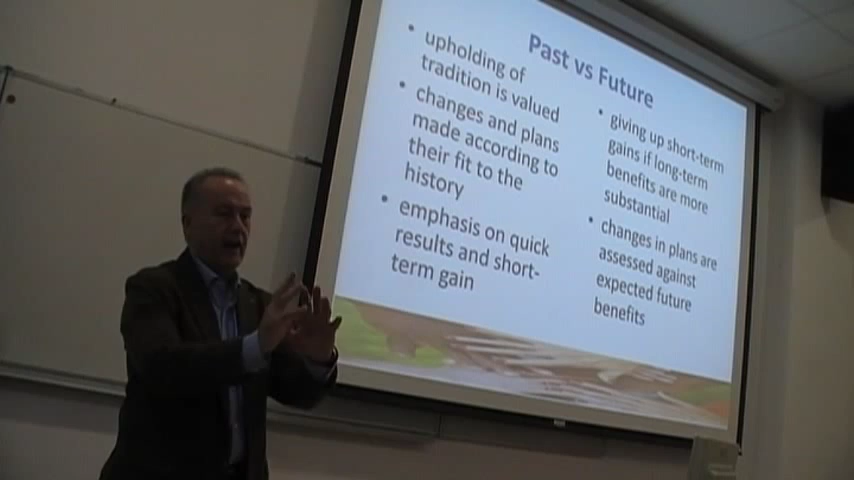 Past vs Future
• upholding of
tradition is valued
• changes and plans
made according to
their fit to the
history
• emphasis on quick
results and short-
term gain
• giving up short-term
gains if long-term
benefits are more
substantial
• changes in plans are
assessed against
expected future
benefits